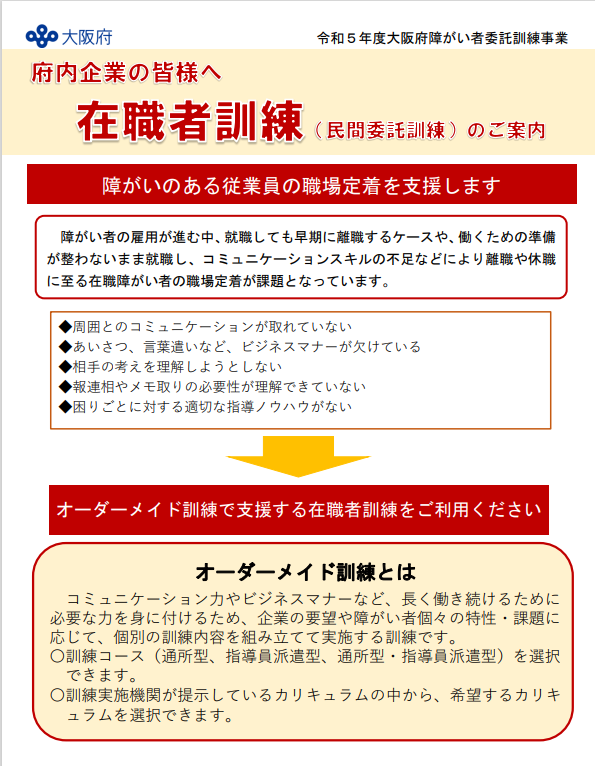 大阪府
令和５年度大阪府障がい者委託訓練事業
府内企業の皆様へ
在職者訓練（民間委託訓練）のご案内
障がいのある従業員の職場定着を支援します
障がい者の雇用が進む中、就職しても早期に離職するケースや、働くための準備
が整わないまま就職し、コミュニケーションスキルの不足などにより離職や休職
に至る在職障がい者の職場定着が課題となっています。
◆周囲とのコミュニケーションが取れていない
◆あいさつ、言葉遣いなど、ビジネスマナーが欠けている
◆相手の考えを理解しようとしない
◆報連相やメモ取りの必要性が理解できていない
◆困りごとに対する適切な指導ノウハウがない
オーダーメイド訓練で支援する在職者訓練をご利用ください
オーダーメイド訓練とは
コミュニケーション力やビジネスマナーなど、長く働き続けるために
必要な力を身に付けるため、企業の要望や障がい者個々の特性・課題に
応じて、個別の訓練内容を組み立てて実施する訓練です。
〇訓練コース（通所型、指導員派遣型、通所型・指導員派遣型）を選択
できます。
〇訓練実施機関が提示しているカリキュラムの中から、希望するカリキ
ュラムを選択できます。